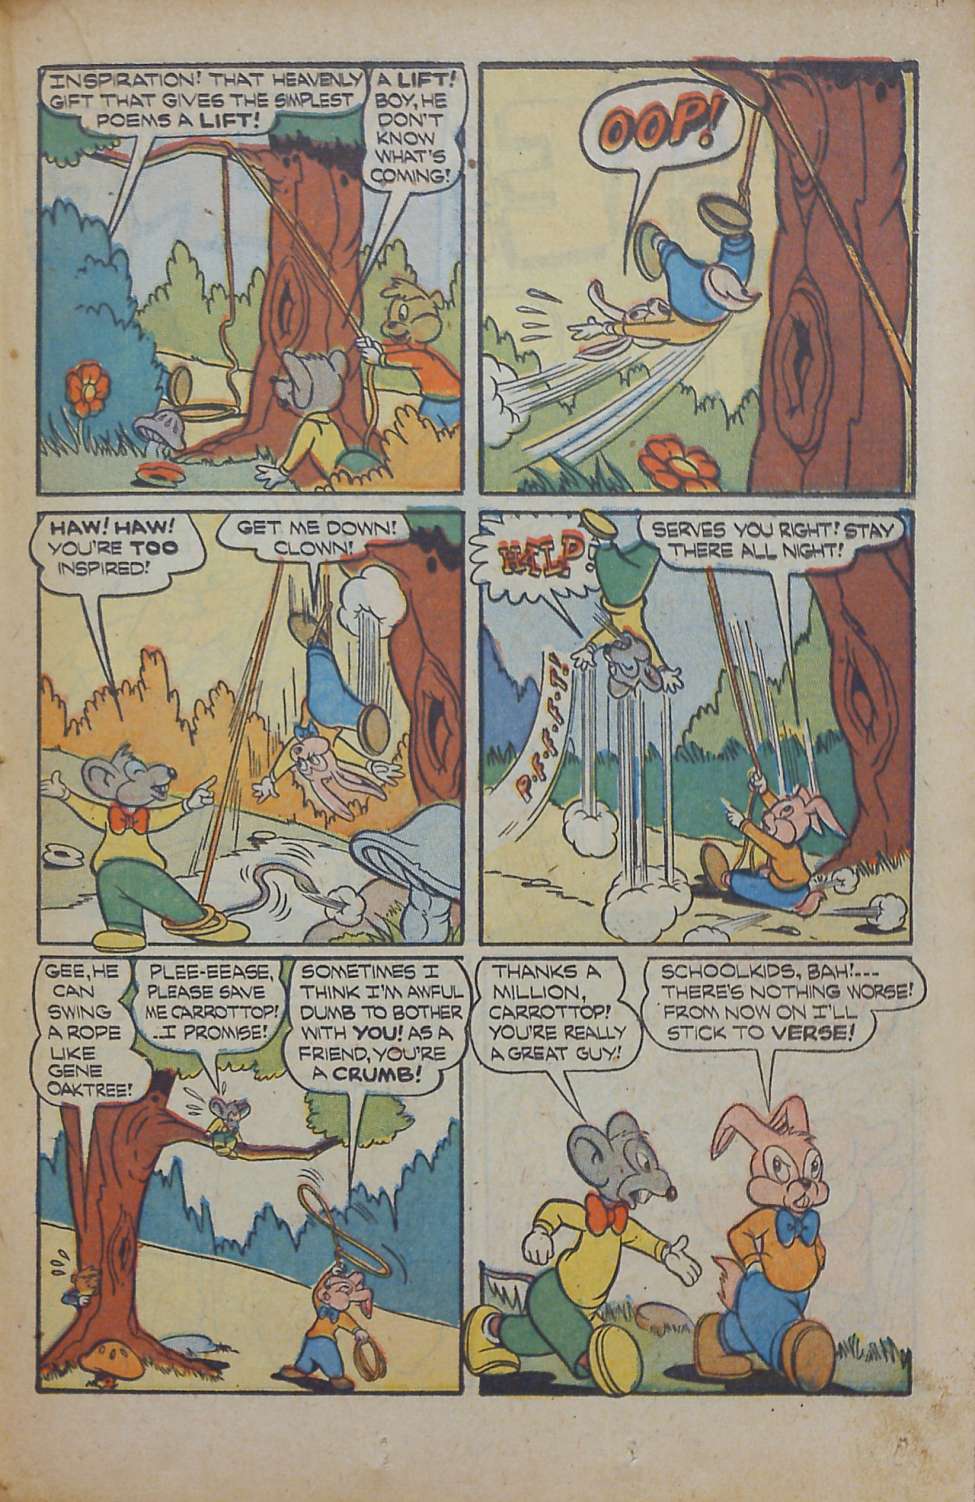 INSPIRATION! THAT HEAVENLY
GIFT THAT GIVES THE SIMPLEST
POEMS A LIFT!
A LIFT!
BOY, HE
DON'T
KNOW
WHAT'S
COMING!
OOP!
HAW! HAW!
YOU'RE TOO
INSPIRED!
GET ME DOWN!
CLOWN!
HALP!
SERVES YOU RIGHT! STAY
THERE ALL NIGHT!
P.F.F.F.T!
GEE, HE
CAN
SWING
A ROPE
LIKE
GENE
OAKTREE!
PLEE-EEASE,
PLEASE SAVE
ME CARROTTOP!
..I PROMISE!
SOMETIMES I
THINK I'M AWFUL
DUMB TO BOTHER
WITH YOU! AS A
FRIEND, YOU'RE
A CRUMB!
THANKS A
MILLION,
CARROTTOP!
YOU'RE REALLY
A GREAT GUY!
SCHOOLKIDS, BAH!---
THERE'S NOTHING WORSE!
FROM NOW ON I'LL
STICK TO VERSE!